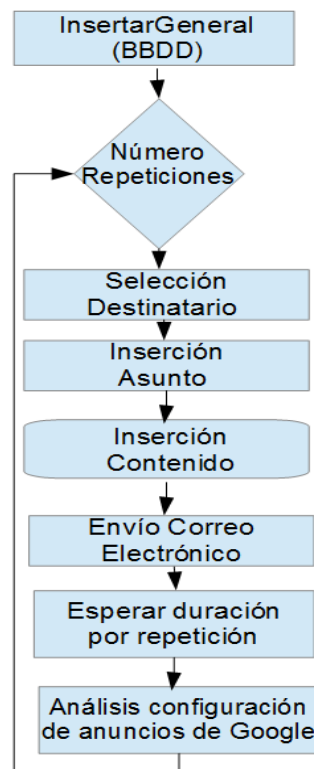 InsertarGeneral
(BBDD)
Número
Repeticiones
Selección
Destinatario
Inserción
Asunto
Inserción
Contenido
Envío Correo
Electrónico
Esperar duración
por repetición
Análisis configuración
de anuncios de Google